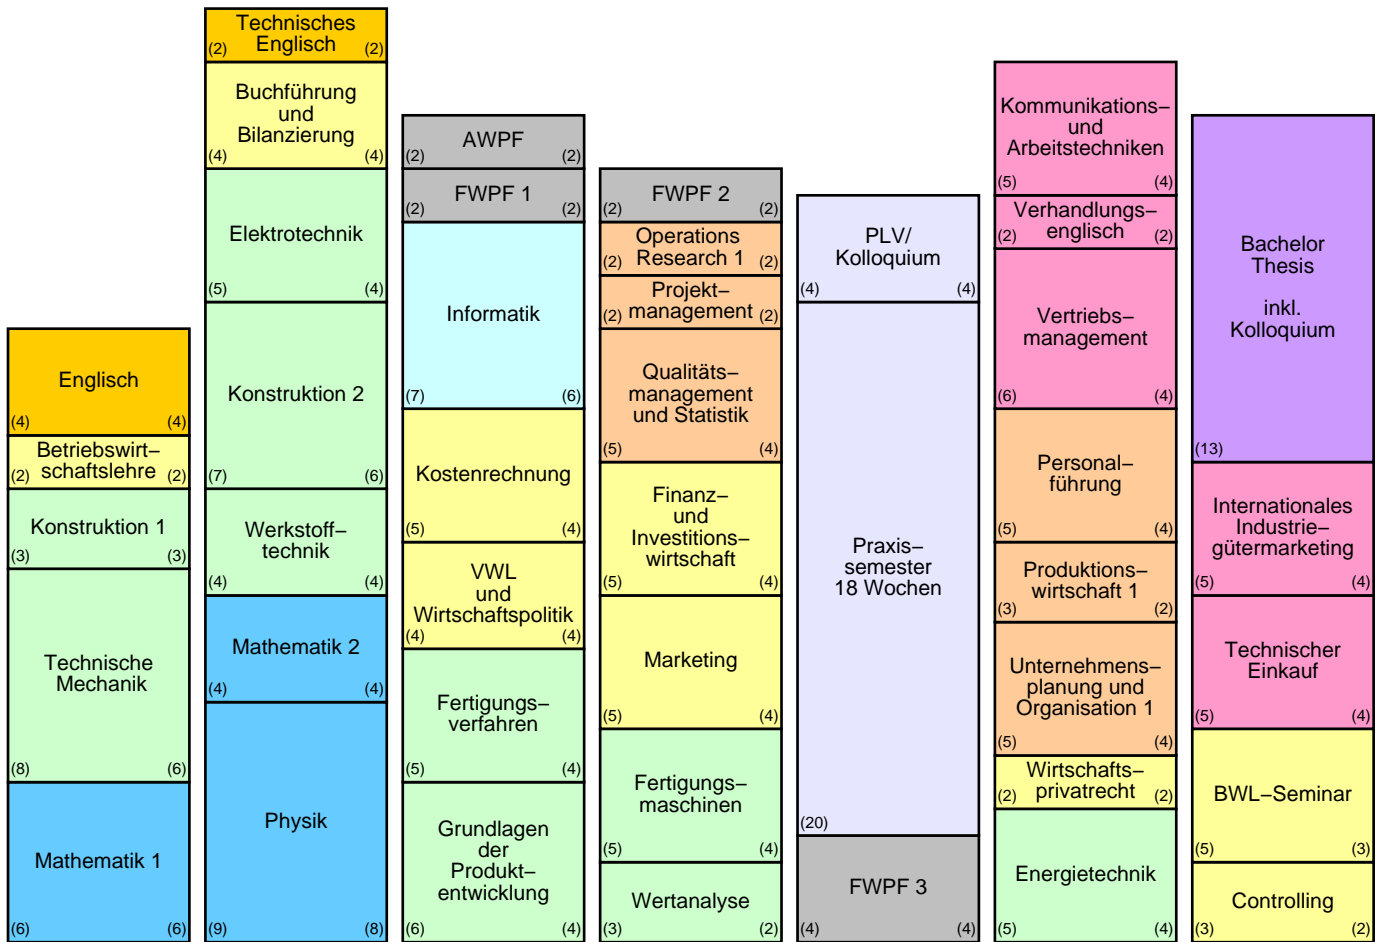 Englisch
(4) (4)
Betriebswirt–
schaftslehre
(2) (2)
Konstruktion 1
(3) (3)
Technische
Mechanik
(8) (6)
Mathematik 1
(6) (6)
Technisches
Englisch
(2) (2)
Buchführung
und
Bilanzierung
(4) (4)
Elektrotechnik
(5) (4)
Konstruktion 2
(7) (6)
Werkstoff–
technik
(4) (4)
Mathematik 2
(4) (4)
Physik
(9) (8)
AWPF
(2) (2)
FWPF 1
(2) (2)
Informatik
(7) (6)
Kostenrechnung
(5) (4)
VWL
und
Wirtschaftspolitik
(4) (4)
Fertigungs–
verfahren
(5) (4)
Grundlagen
der
Produkt–
entwicklung
(6) (4)
FWPF 2
(2) (2)
Operations
Research 1
(2) (2)
Projekt–
management
(2) (2)
Qualitäts–
management
und Statistik
(5) (4)
Finanz–
und
Investitions–
wirtschaft
(5) (4)
Marketing
(5) (4)
Fertigungs–
maschinen
(5) (4)
Wertanalyse
(3) (2)
PLV/
Kolloquium
(4) (4)
Praxis–
semester
18 Wochen
(20)
FWPF 3
(4) (4)
Kommunikations–
und
Arbeitstechniken
(5) (4)
Verhandlungs–
englisch
(2) (2)
Vertriebs–
management
(6) (4)
Personal–
führung
(5) (4)
Produktions–
wirtschaft 1
(3) (2)
Unternehmens–
planung und
Organisation 1
(5) (4)
Wirtschafts–
privatrecht
(2) (2)
Energietechnik
(5) (4)
Bachelor
Thesis
inkl.
Kolloquium
(13)
Internationales
Industrie–
gütermarketing
(5) (4)
Technischer
Einkauf
(5) (4)
BWL–Seminar
(5) (3)
Controlling
(3) (2)